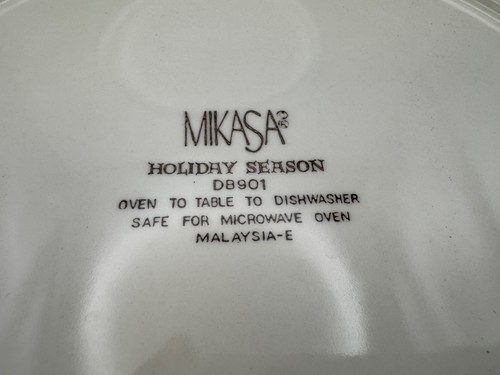 MIKASA®
HOLIDAY SEASON
DB901
OVEN TO TABLE TO DISHWASHER
SAFE FOR MICROWAVE OVEN
MALAYSIA-E